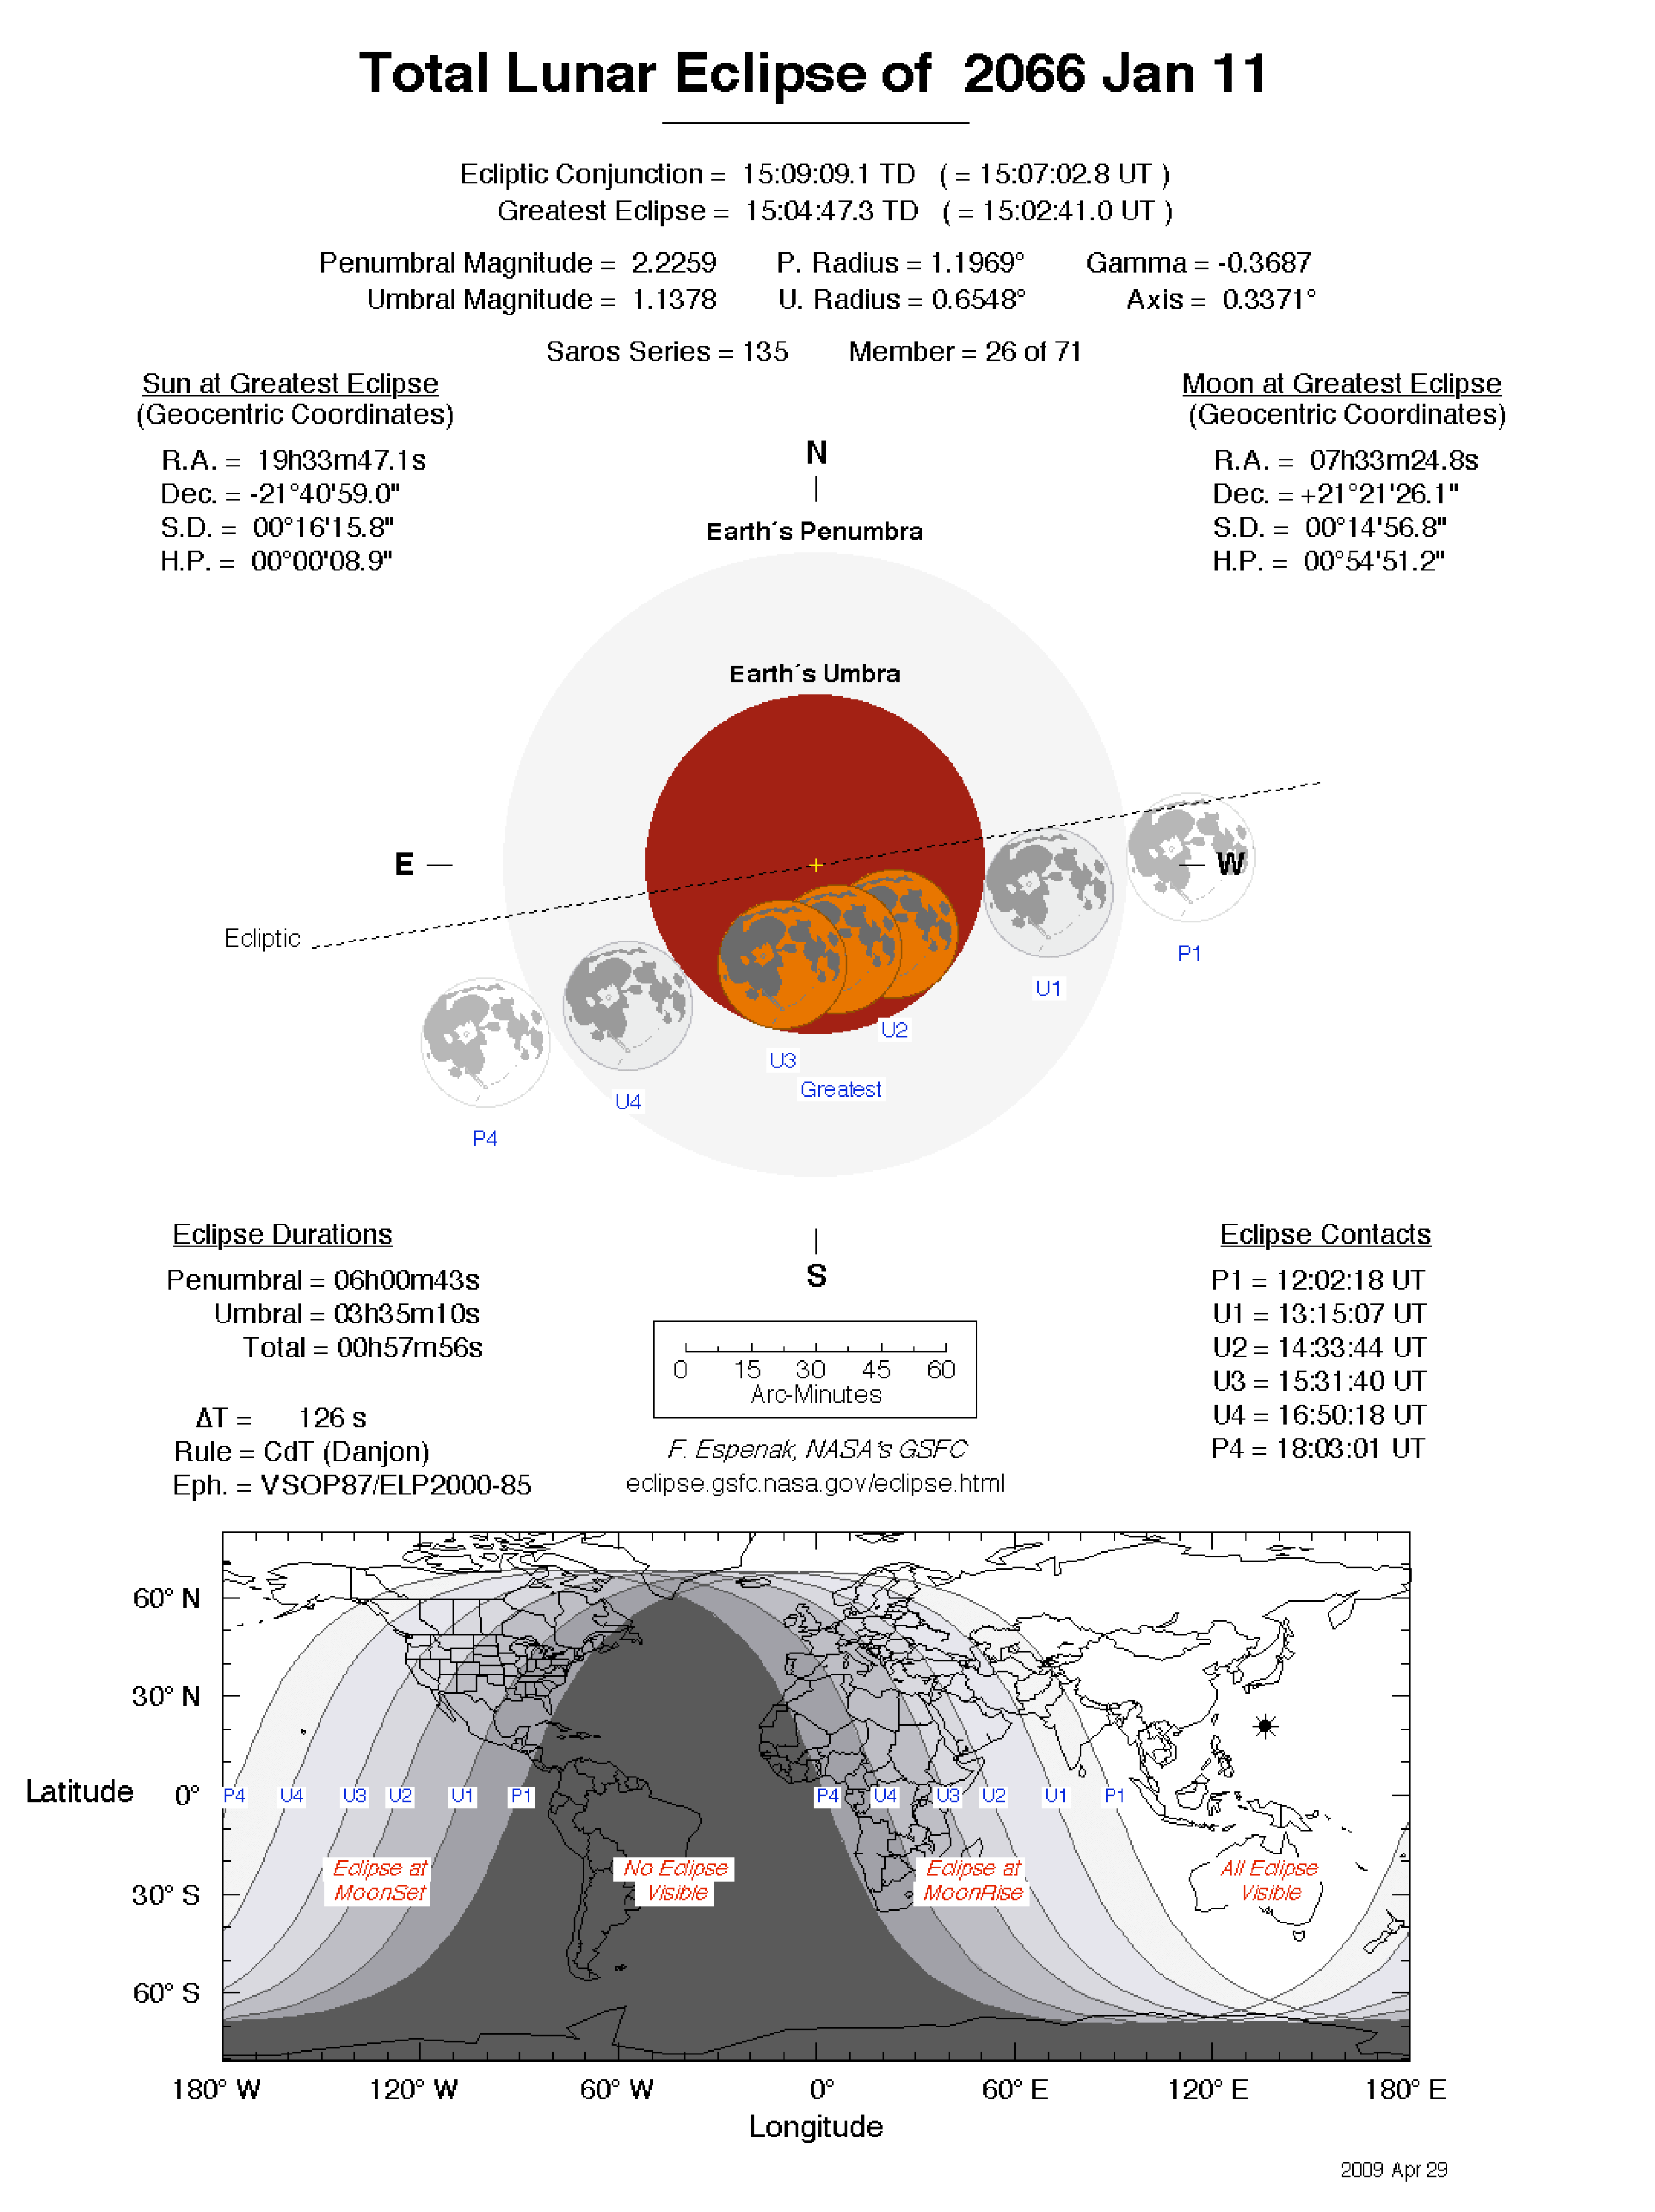 Total Lunar Eclipse of 2066 Jan 11
Ecliptic Conjunction = 15:09:09.1 TD ( = 15:07:02.8 UT )
Greatest Eclipse = 15:04:47.3 TD ( = 15:02:41.0 UT )
Penumbral Magnitude = 2.2259 P. Radius = 1.1969° Gamma = -0.3687
Umbral Magnitude = 1.1378 U. Radius = 0.6548° Axis = 0.3371°
Saros Series = 135 Member = 26 of 71
Sun at Greatest Eclipse
(Geocentric Coordinates)
R.A. = 19h33m47.1s
Dec. = -21°40'59.0"
S.D. = 00°16'15.8"
H.P. = 00°00'08.9"
Moon at Greatest Eclipse
(Geocentric Coordinates)
R.A. = 07h33m24.8s
Dec. = +21°21'26.1"
S.D. = 00°14'56.8"
H.P. = 00°54'51.2"
N
Earth´s Penumbra
Earth´s Umbra
E
W
Ecliptic
P1
U1
U2
U3
Greatest
U4
P4
S
Eclipse Durations
Penumbral = 06h00m43s
Umbral = 03h35m10s
Total = 00h57m56s
ΔT = 126 s
Rule = CdT (Danjon)
Eph. = VSOP87/ELP2000-85
0 15 30 45 60
Arc-Minutes
F. Espenak, NASA's GSFC
eclipse.gsfc.nasa.gov/eclipse.html
Eclipse Contacts
P1 = 12:02:18 UT
U1 = 13:15:07 UT
U2 = 14:33:44 UT
U3 = 15:31:40 UT
U4 = 16:50:18 UT
P4 = 18:03:01 UT
60° N
30° N
Latitude 0°
30° S
60° S
P4 U4 U3 U2 U1 P1 P4 U4 U3 U2 U1 P1
Eclipse at
MoonSet
No Eclipse
Visible
Eclipse at
MoonRise
All Eclipse
Visible
180° W 120° W 60° W 0° 60° E 120° E 180° E
Longitude
2009 Apr 29